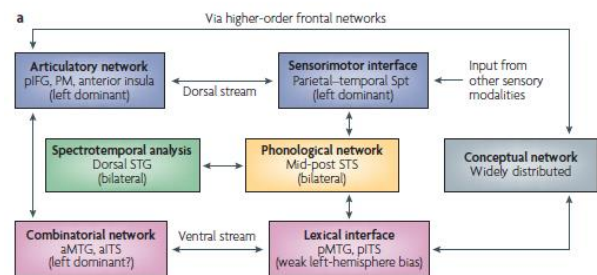 a
Via higher-order frontal networks
Articulatory network
pIFG, PM, anterior insula
(left dominant)
Dorsal stream
Sensorimotor interface
Parietal–temporal Spt
(left dominant)
Input from
other sensory
modalities
Spectrotemporal analysis
Dorsal STG
(bilateral)
Phonological network
Mid-post STS
(bilateral)
Conceptual network
Widely distributed
Combinatorial network
aMTG, aITS
(left dominant?)
Ventral stream
Lexical interface
pMTG, pITS
(weak left-hemisphere bias)